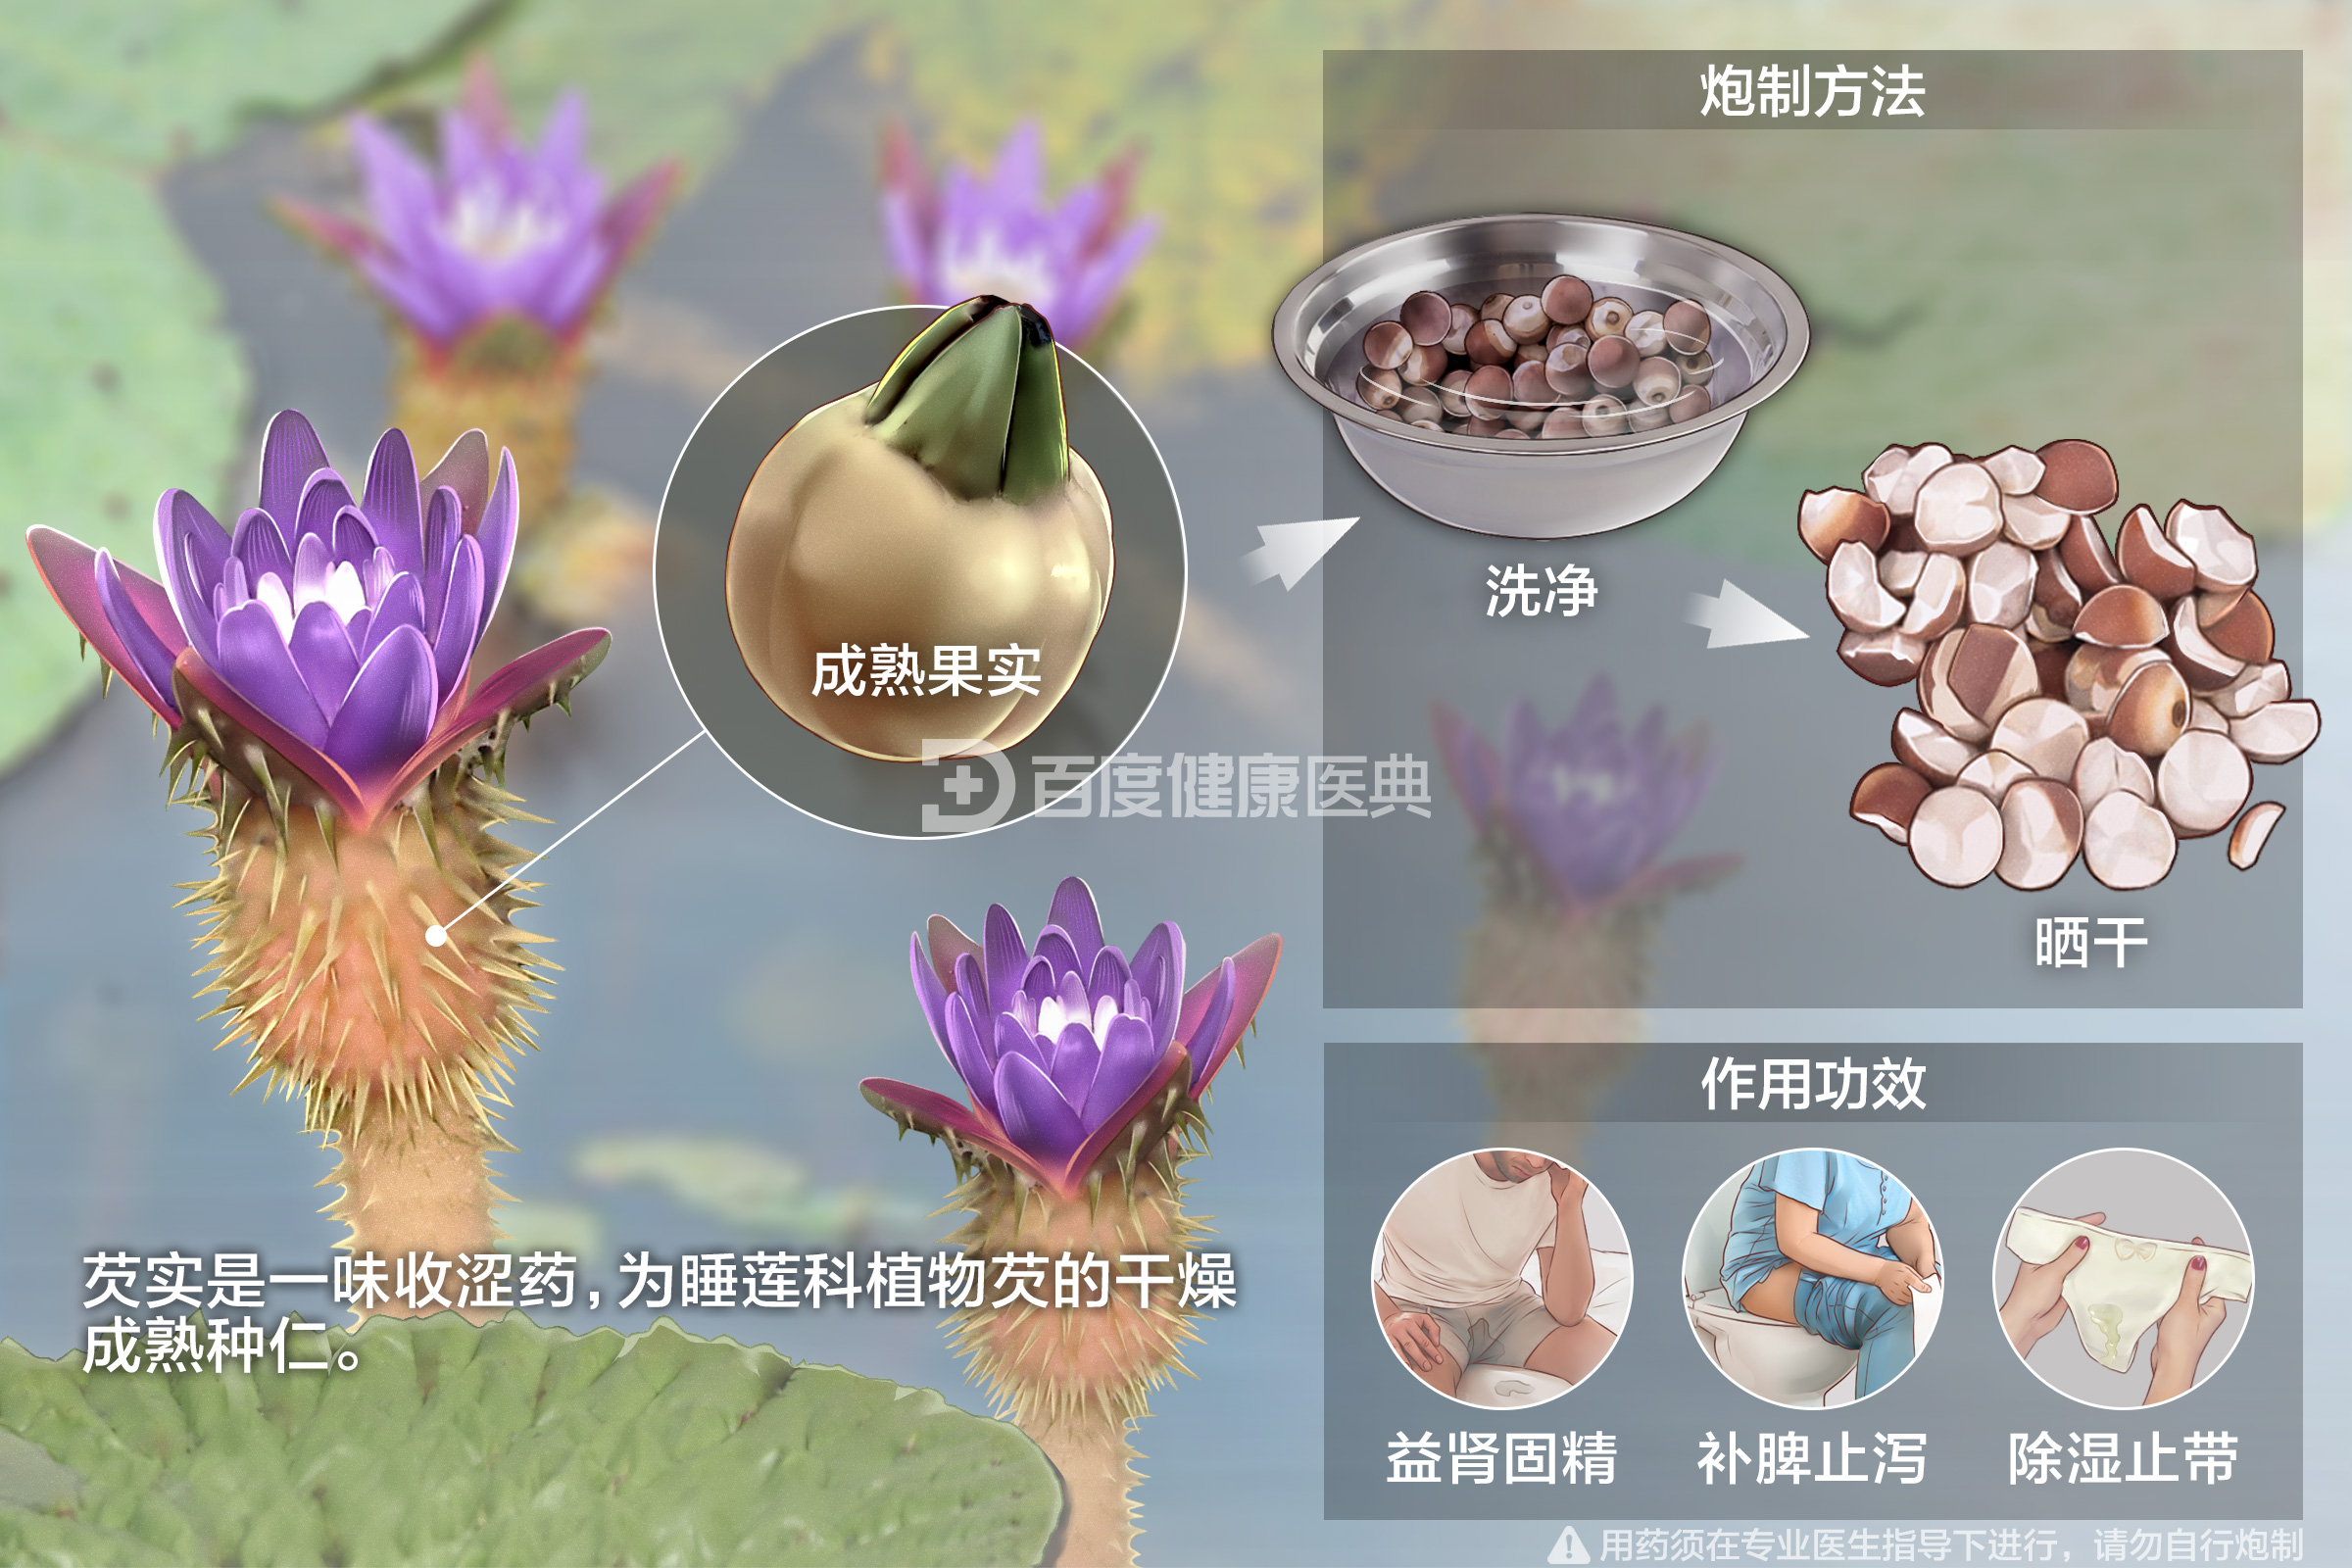 炮制方法
成熟果实
洗净
晒干
百度健康医典
作用功效
益肾固精
补脾止泻
除湿止带
芡实是一味收涩药，为睡莲科植物芡的干燥
成熟种仁。
用药须在专业医生指导下进行，请勿自行炮制